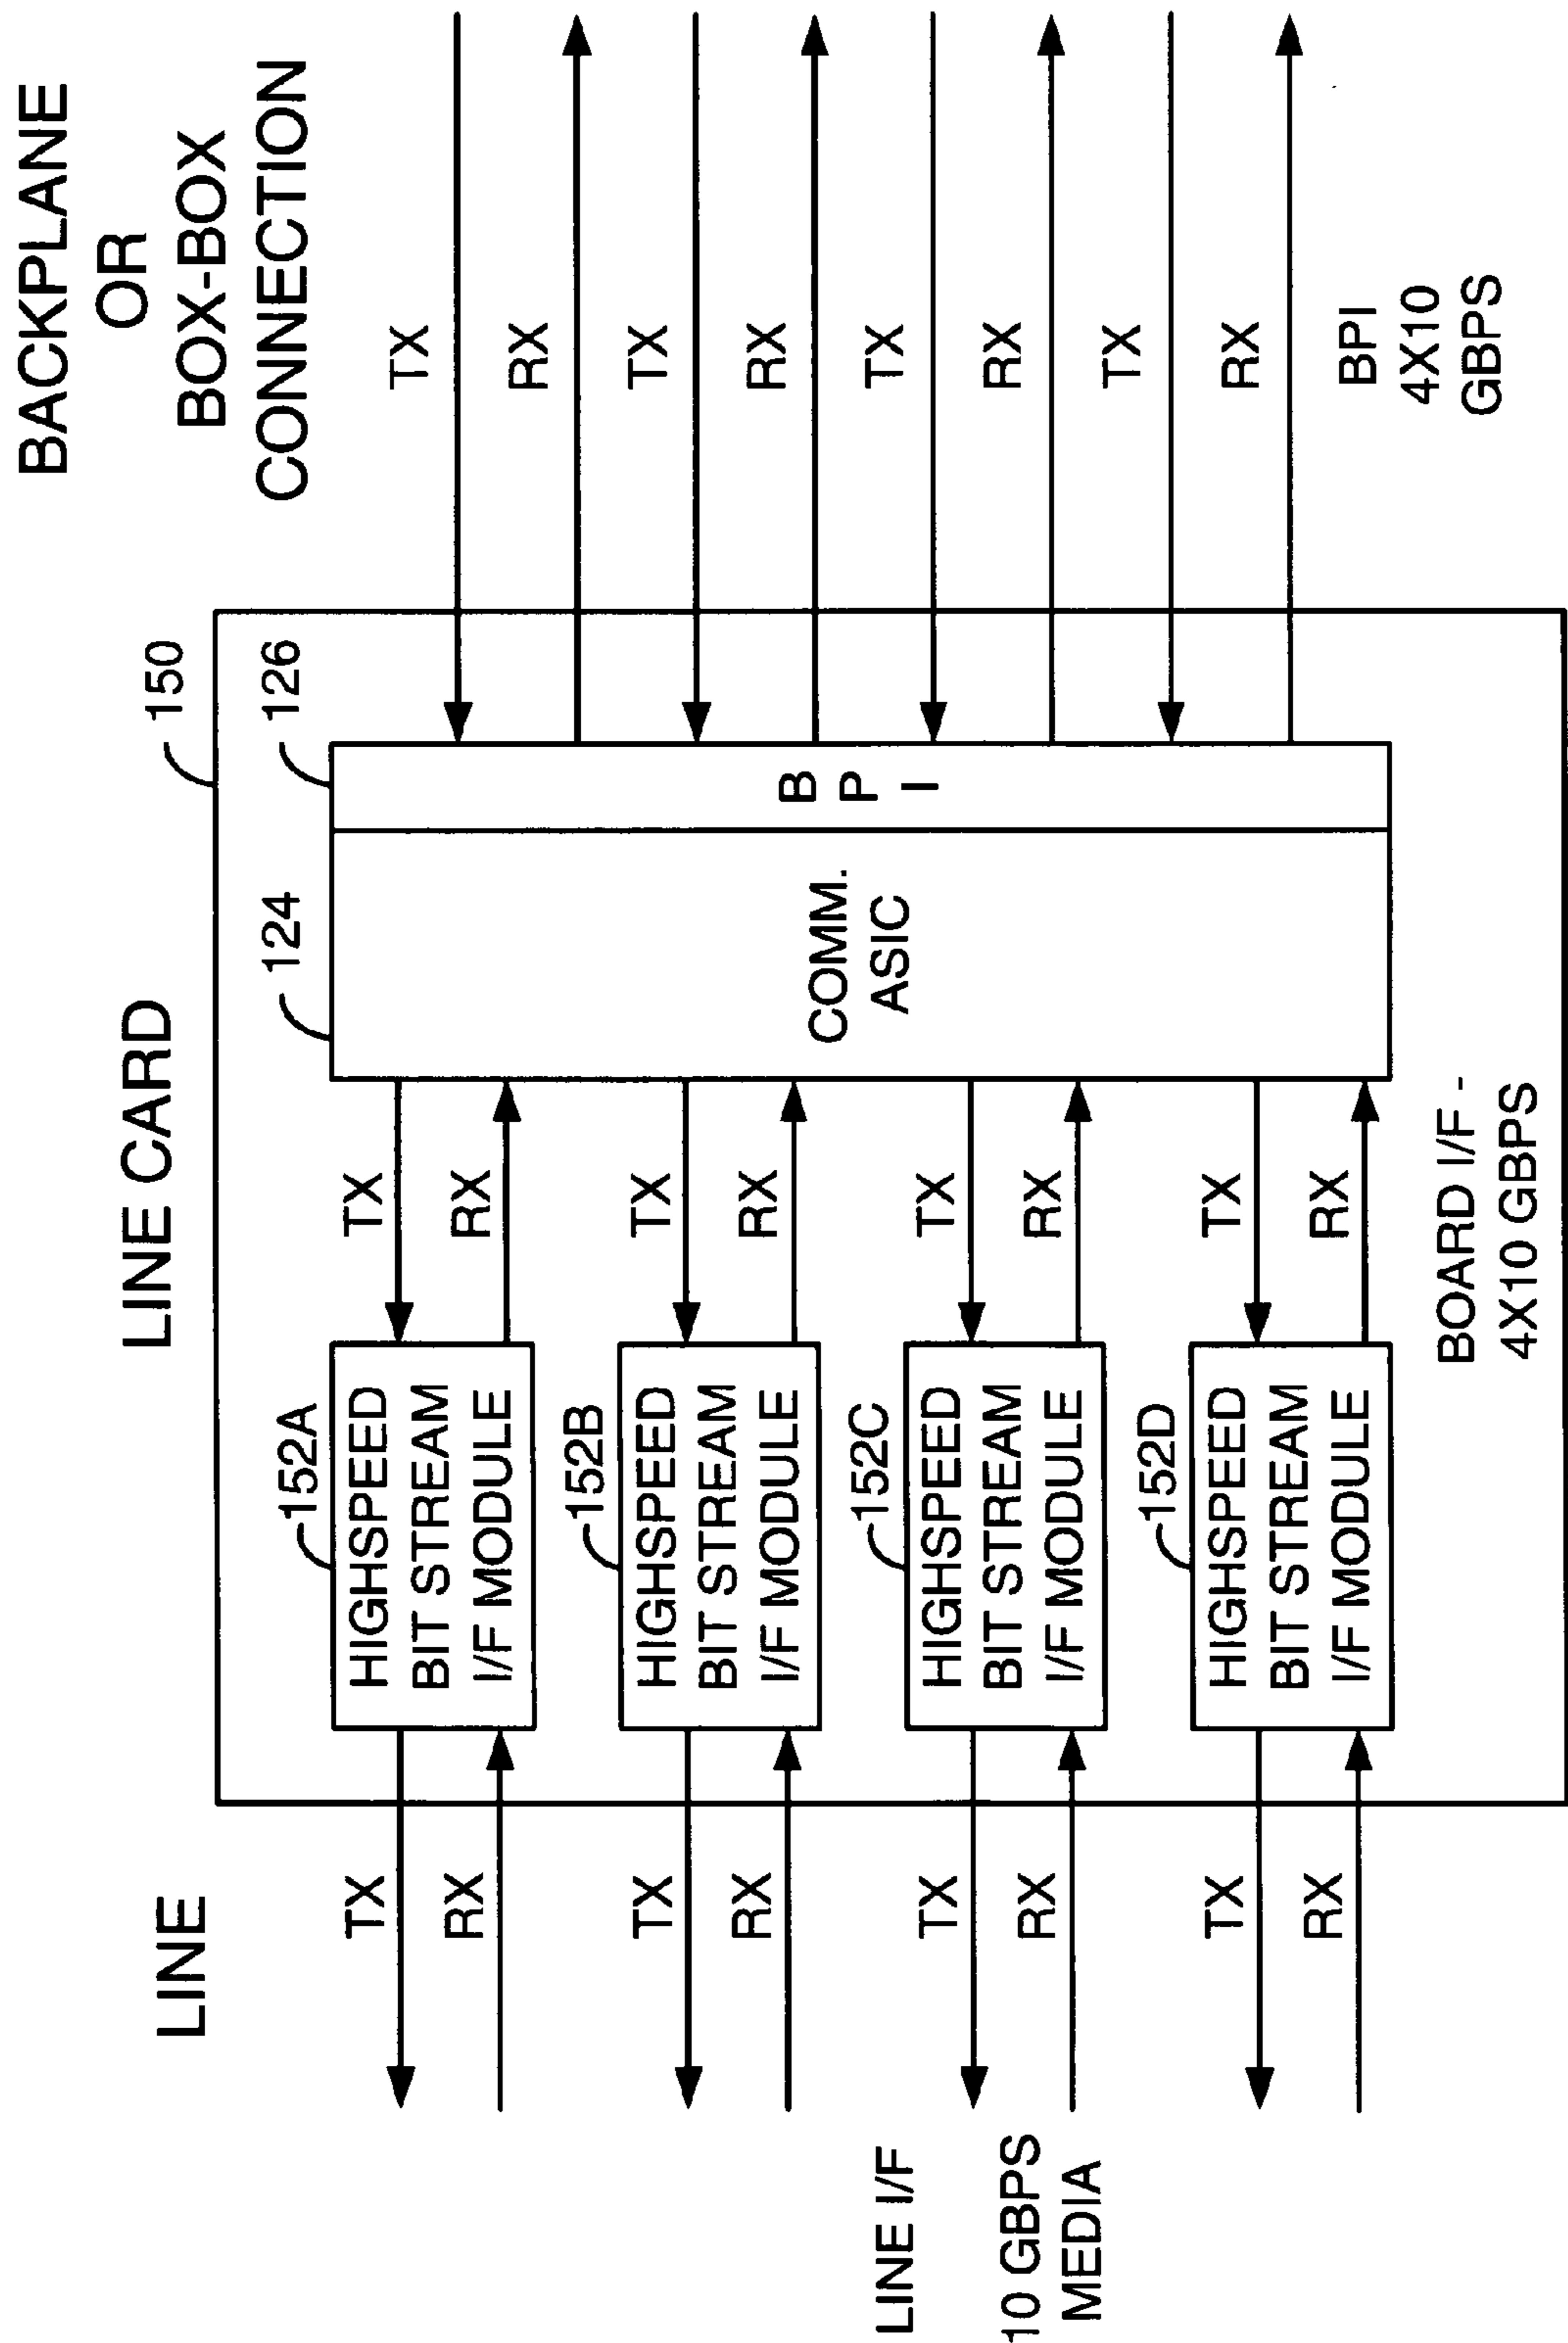 LINE
LINE CARD
BACKPLANE
OR
BOX-BOX
CONNECTION
150
124
126
152A
HIGHSPEED
BIT STREAM
I/F MODULE
TX
RX
TX
RX
152B
HIGHSPEED
BIT STREAM
I/F MODULE
TX
RX
TX
RX
152C
HIGHSPEED
BIT STREAM
I/F MODULE
TX
RX
TX
RX
152D
HIGHSPEED
BIT STREAM
I/F MODULE
TX
RX
TX
RX
COMM.
ASIC
B
P
I
TX
RX
TX
RX
TX
RX
TX
RX
LINE I/F
10 GBPS
MEDIA
BOARD I/F -
4X10 GBPS
BPI
4X10
GBPS